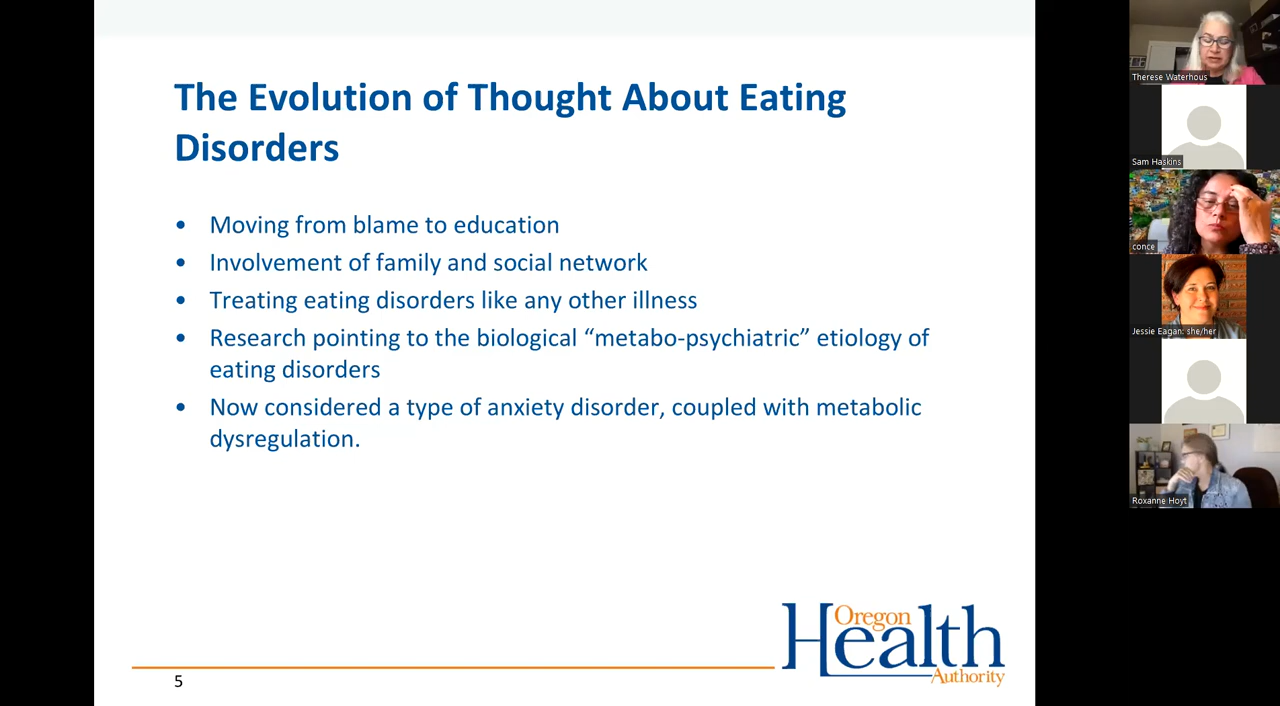 The Evolution of Thought About Eating
Disorders
• Moving from blame to education
• Involvement of family and social network
• Treating eating disorders like any other illness
• Research pointing to the biological “metabo-psychiatric” etiology of
eating disorders
• Now considered a type of anxiety disorder, coupled with metabolic
dysregulation.
5
Oregon
Health
Authority
Therese Waterhous
Sam Haskins
conce
Jessie Eagan: she/her
Roxanne Hoyt